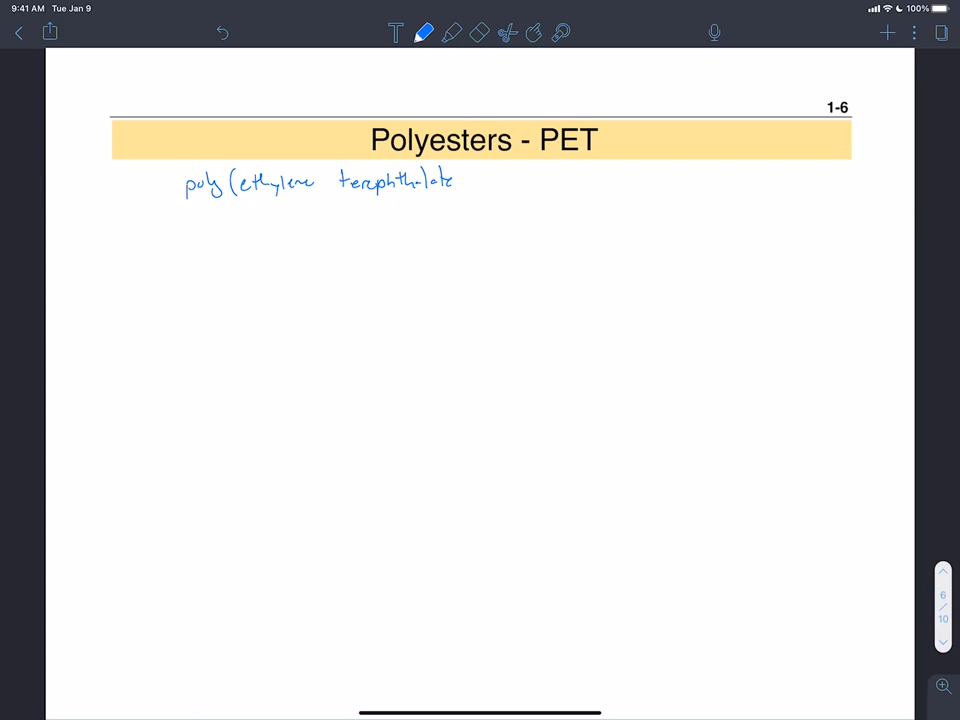 9:41 AM Tue Jan 9
100%
T
1-6
Polyesters - PET
poly(ethylene terephthalate
6
/
10